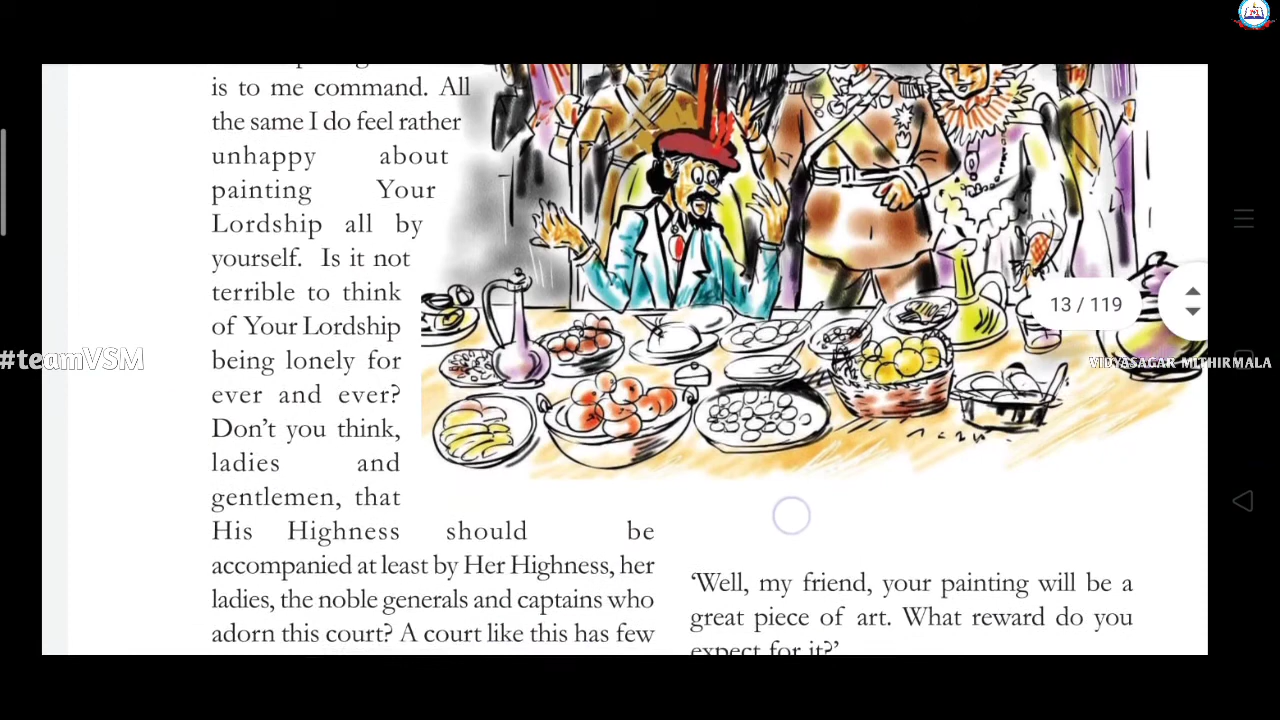 is to me command. All
the same I do feel rather
unhappy about
painting Your
Lordship all by
yourself. Is it not
terrible to think
of Your Lordship
being lonely for
ever and ever?
Don't you think,
ladies and
gentlemen, that
His Highness should be
accompanied at least by Her Highness, her
ladies, the noble generals and captains who
adorn this court? A court like this has few
‘Well, my friend, your painting will be a
great piece of art. What reward do you
expect for it?’
13 / 119
#teamVSM
VIDYASAGAR MITHIRMALA